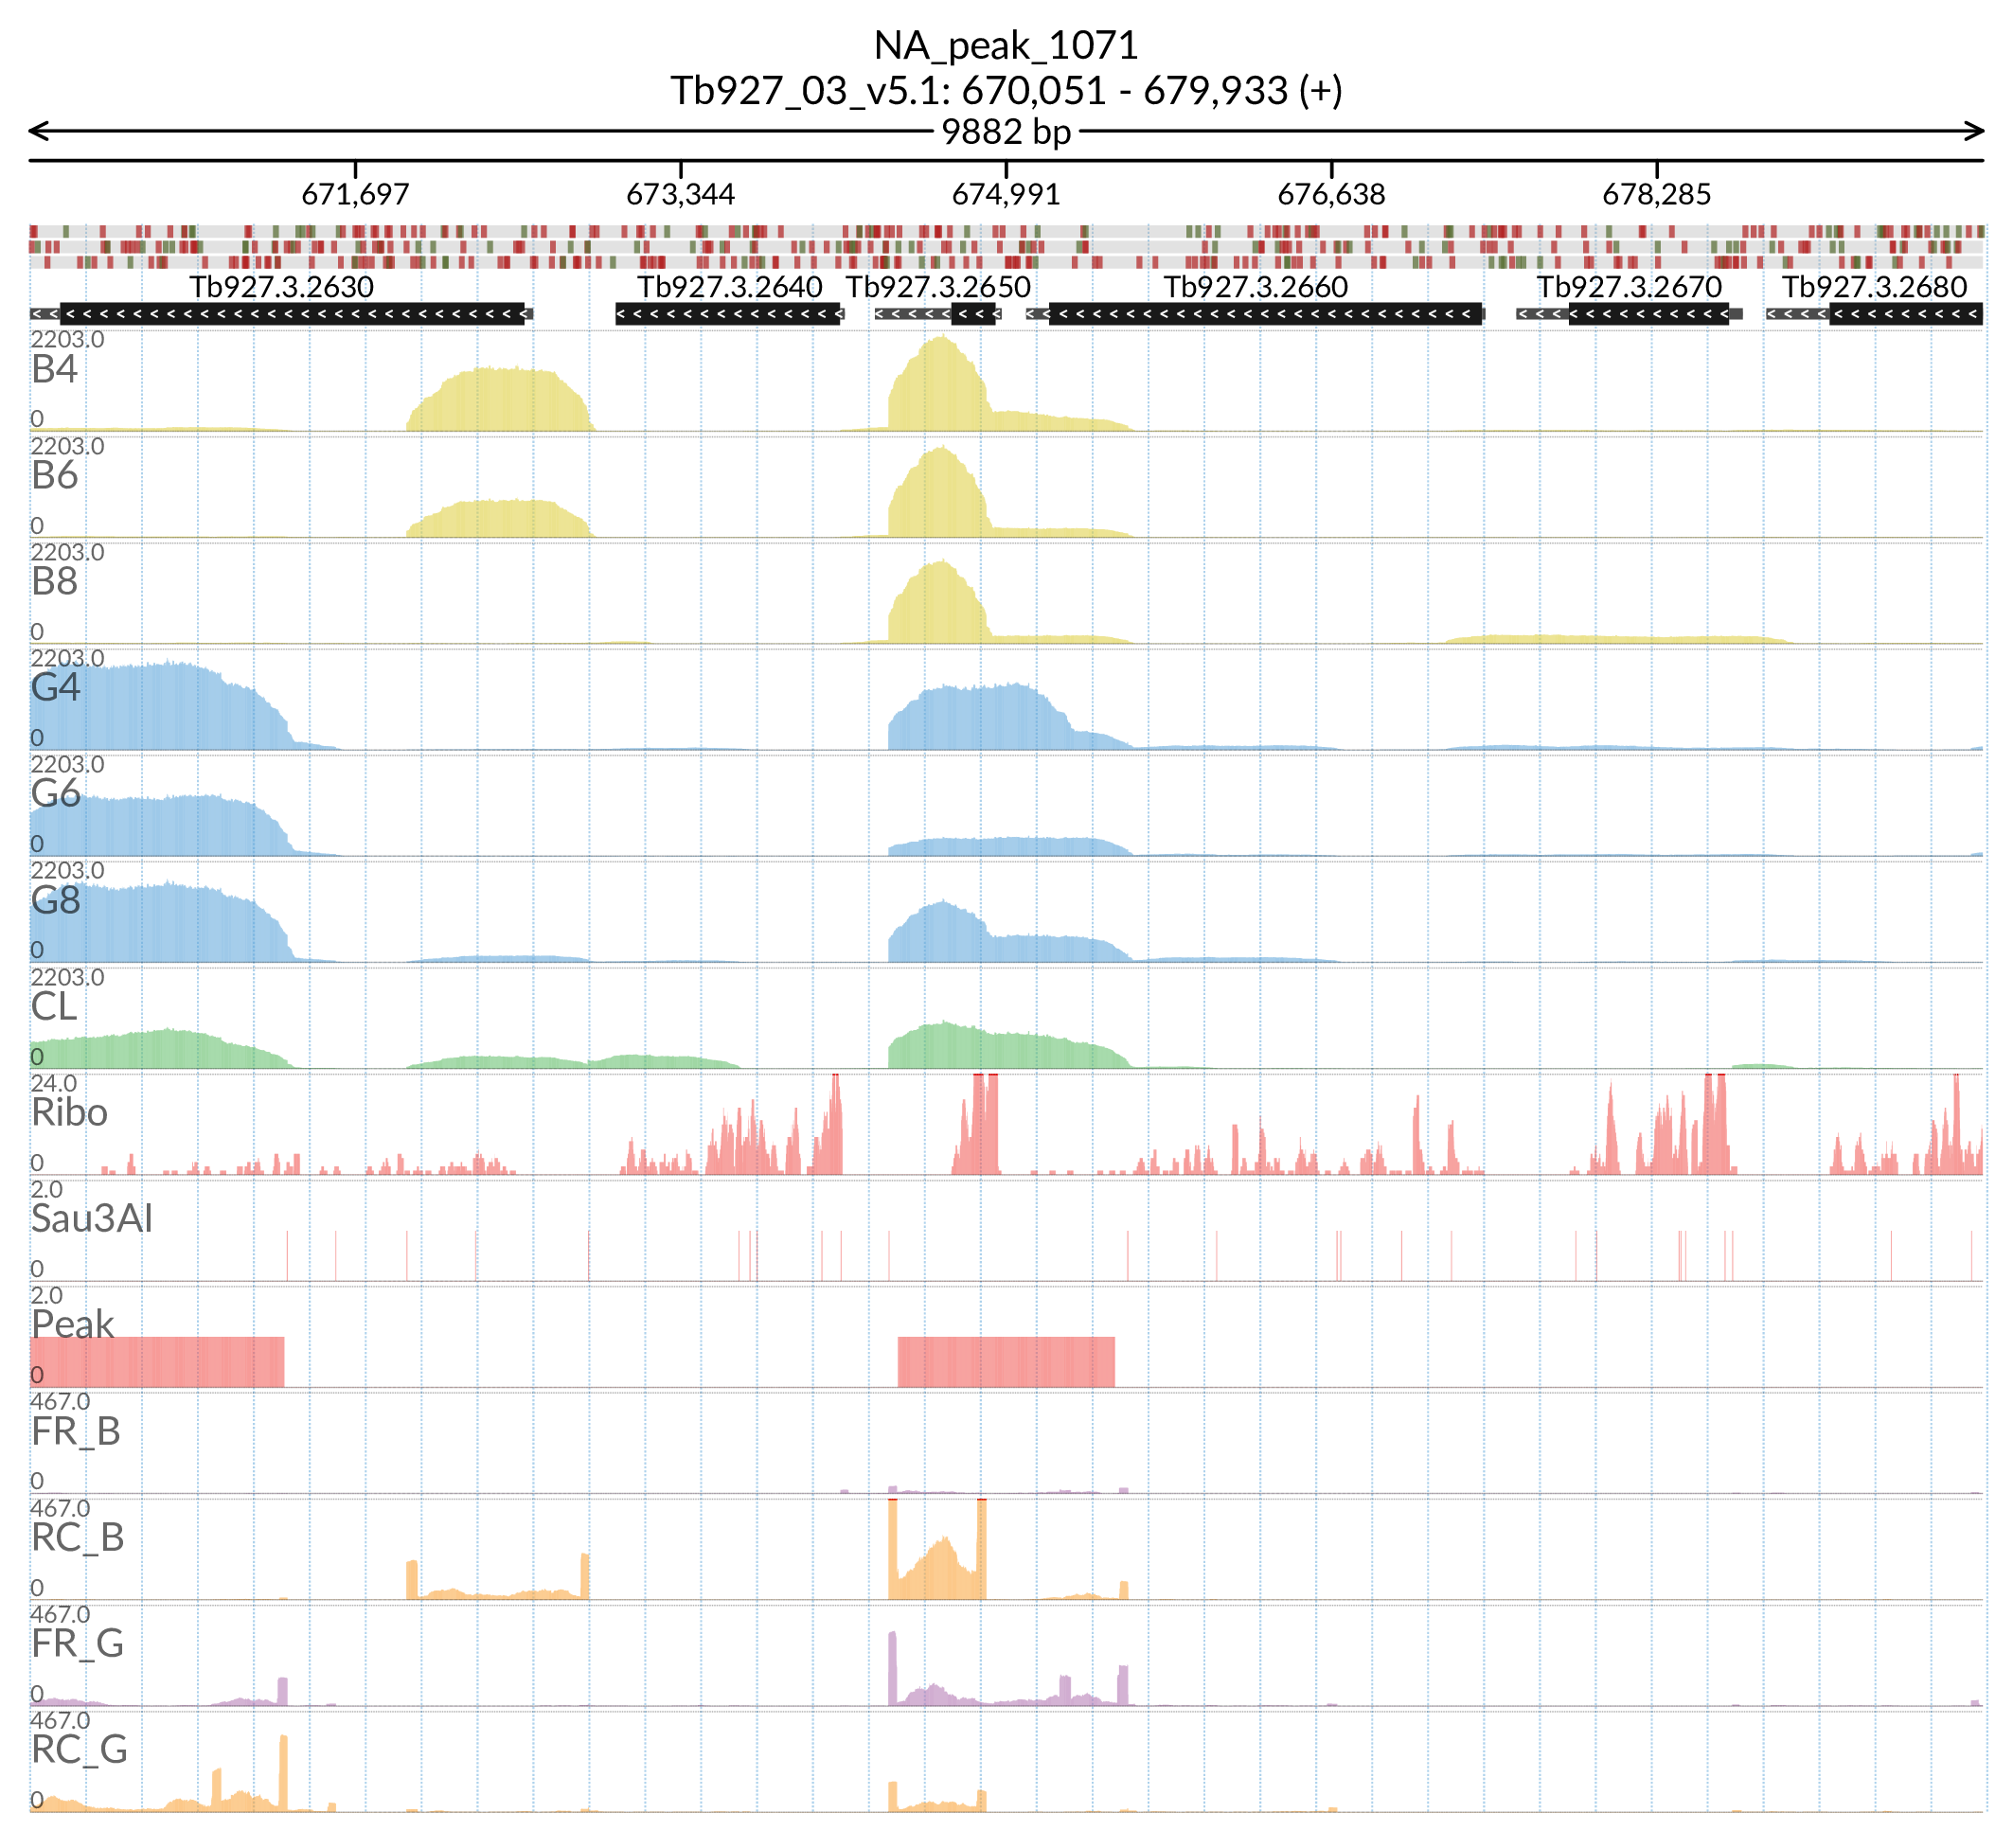 NA_peak_1071
Tb927_03_v5.1: 670,051 - 679,933 (+)
9882 bp
671,697 673,344 674,991 676,638 678,285
Tb927.3.2630 Tb927.3.2640 Tb927.3.2650 Tb927.3.2660 Tb927.3.2670 Tb927.3.2680
2203.0
B4
0
2203.0
B6
0
2203.0
B8
0
2203.0
G4
0
2203.0
G6
0
2203.0
G8
0
2203.0
CL
0
24.0
Ribo
0
2.0
Sau3AI
0
2.0
Peak
0
467.0
FR_B
0
467.0
RC_B
0
467.0
FR_G
0
467.0
RC_G
0